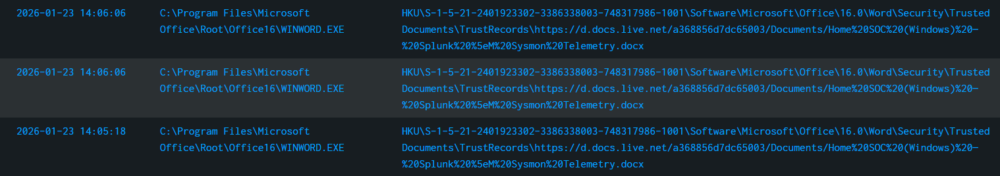 2026-01-23 14:06:06 C:\Program Files\Microsoft HKU\S-1-5-21-2401923302-3386338003-748317986-1001\Software\Microsoft\Office\16.0\Word\Security\Trusted
Office\Root\Office16\WINWORD.EXE Documents\TrustRecords\https://d.docs.live.net/a368856d7dc65003/Documents/Home%20SOC%20(Windows)%20—
%20Splunk%20%5eM%20Sysmon%20Telemetry.docx
2026-01-23 14:06:06 C:\Program Files\Microsoft HKU\S-1-5-21-2401923302-3386338003-748317986-1001\Software\Microsoft\Office\16.0\Word\Security\Trusted
Office\Root\Office16\WINWORD.EXE Documents\TrustRecords\https://d.docs.live.net/a368856d7dc65003/Documents/Home%20SOC%20(Windows)%20—
%20Splunk%20%5eM%20Sysmon%20Telemetry.docx
2026-01-23 14:05:18 C:\Program Files\Microsoft HKU\S-1-5-21-2401923302-3386338003-748317986-1001\Software\Microsoft\Office\16.0\Word\Security\Trusted
Office\Root\Office16\WINWORD.EXE Documents\TrustRecords\https://d.docs.live.net/a368856d7dc65003/Documents/Home%20SOC%20(Windows)%20—
%20Splunk%20%5eM%20Sysmon%20Telemetry.docx